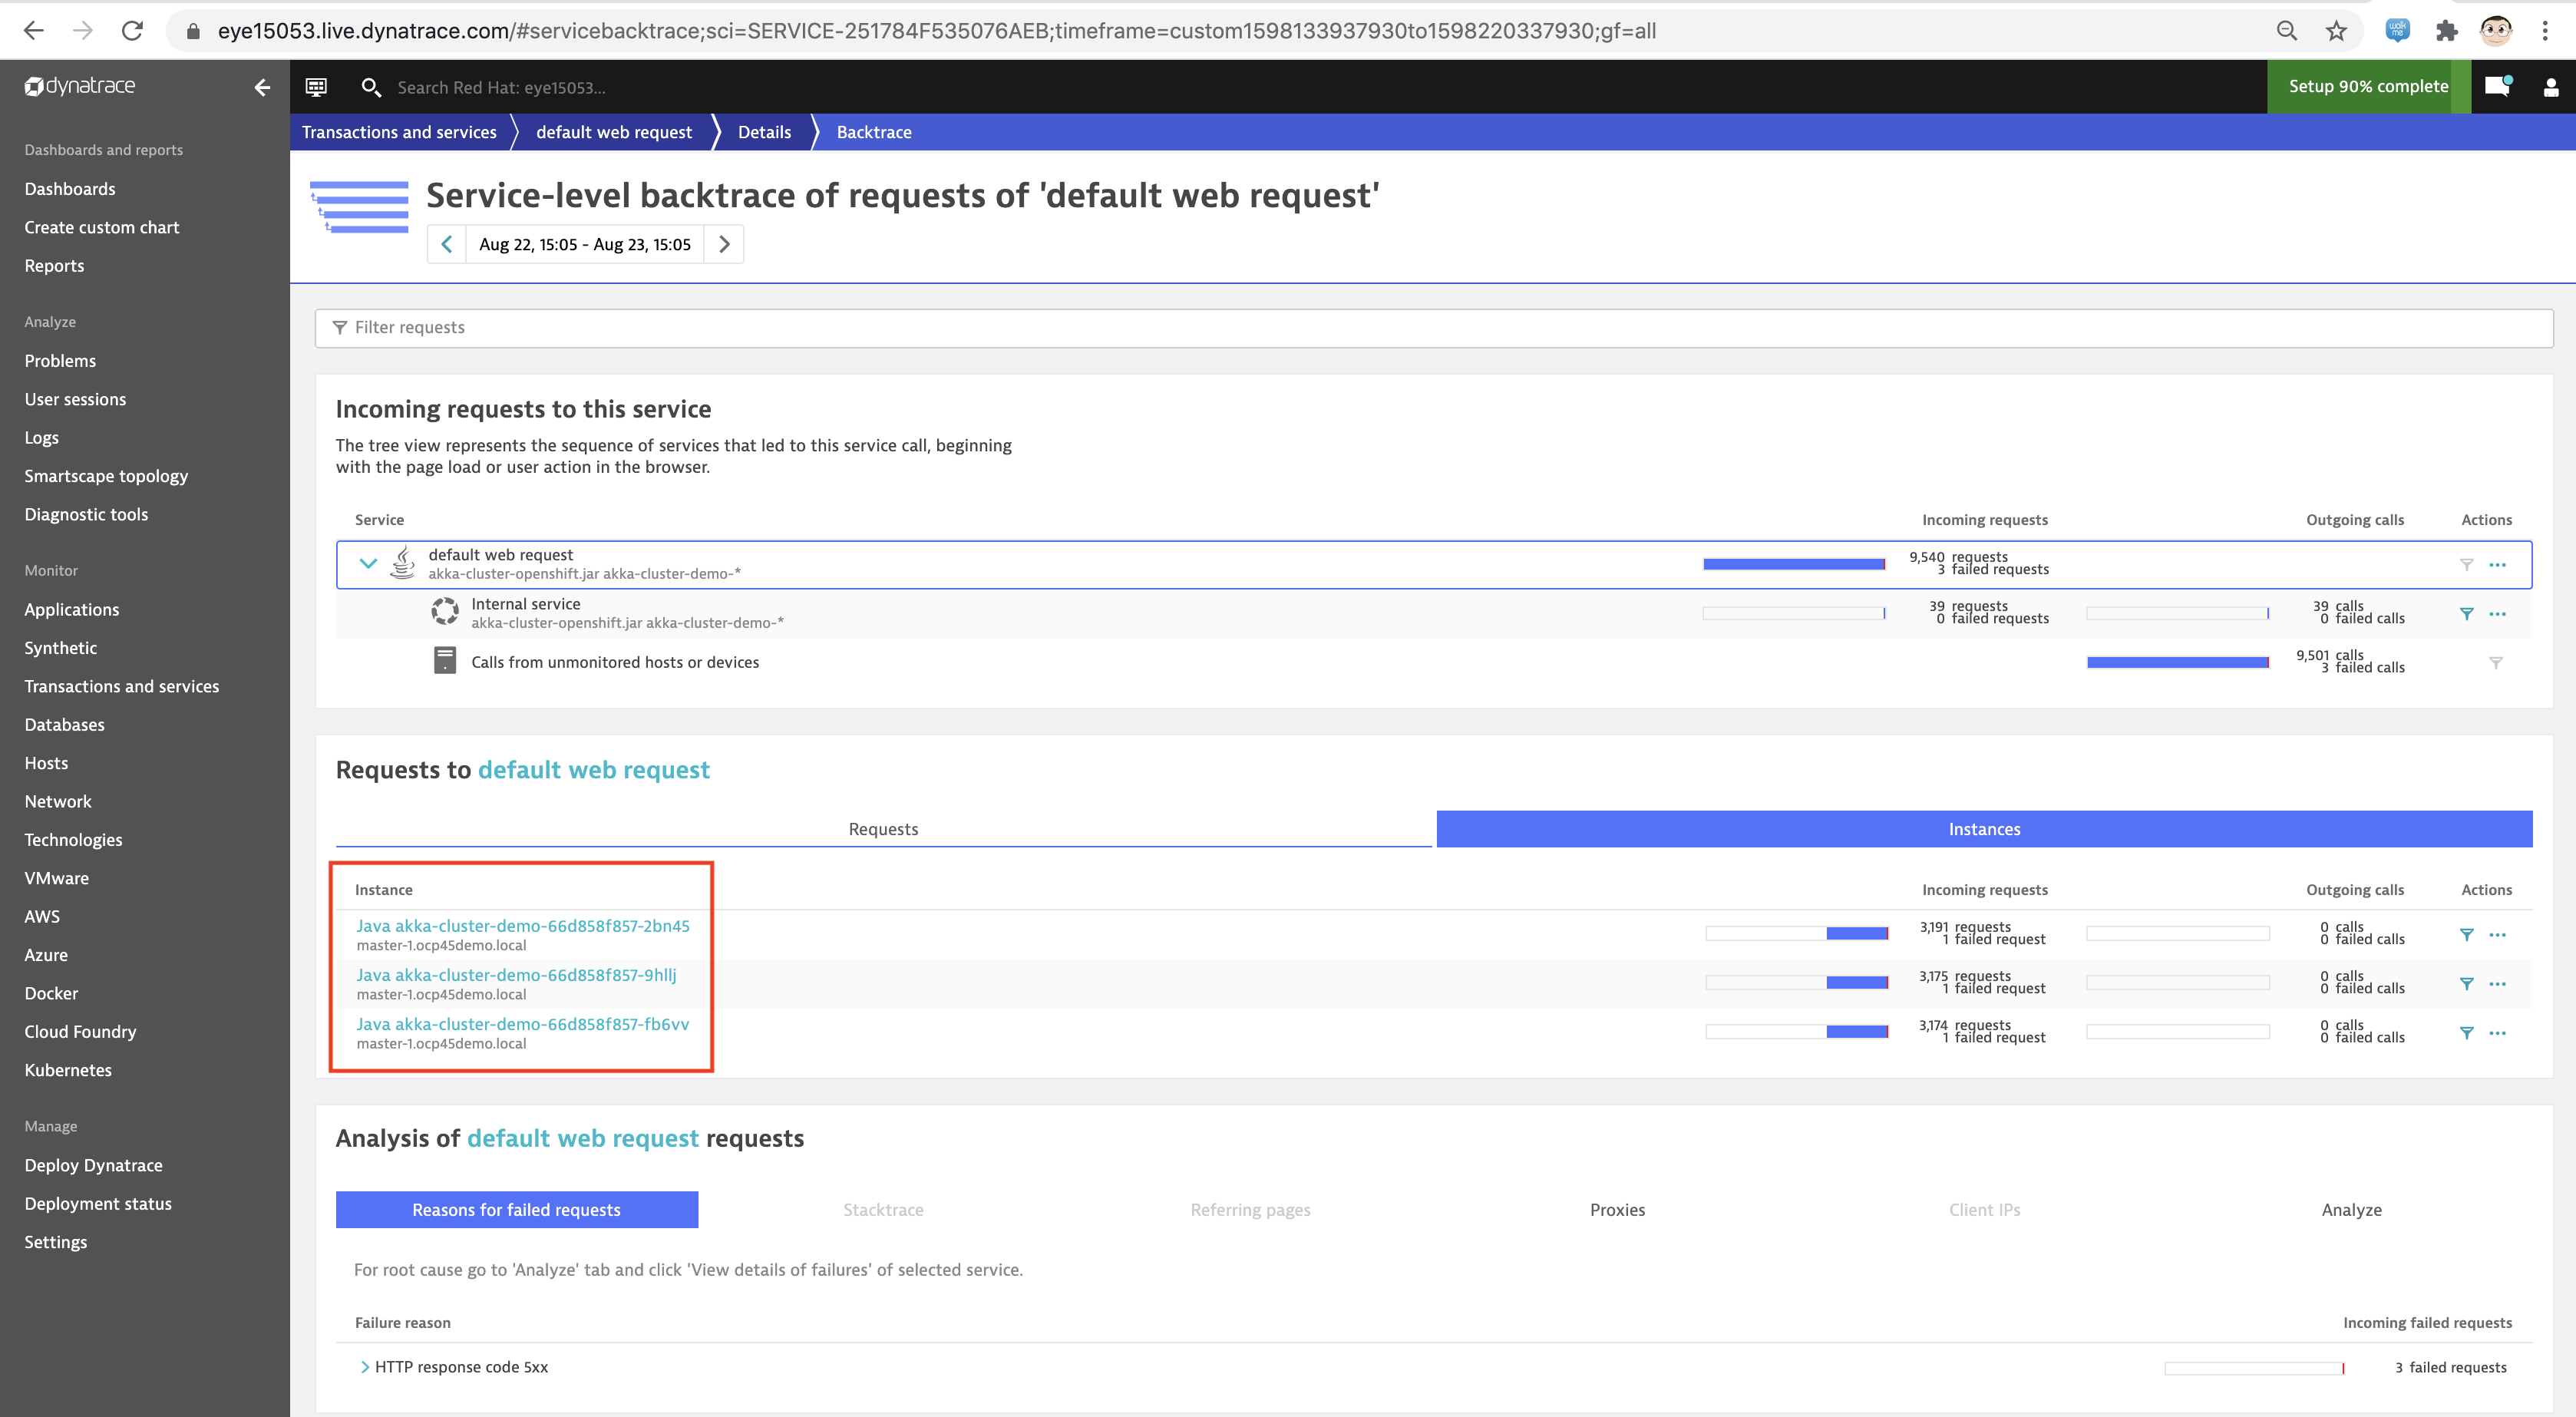 eye15053.live.dynatrace.com/#servicebacktrace;sci=SERVICE-251784F535076AEB;timeframe=custom1598133937930to1598220337930;gf=all
walk me
dynatrace
Search Red Hat: eye15053...
Setup 90% complete
Transactions and services
default web request
Details
Backtrace
Dashboards and reports
Dashboards
Create custom chart
Reports
Analyze
Problems
User sessions
Logs
Smartscape topology
Diagnostic tools
Monitor
Applications
Synthetic
Transactions and services
Databases
Hosts
Network
Technologies
VMware
AWS
Azure
Docker
Cloud Foundry
Kubernetes
Manage
Deploy Dynatrace
Deployment status
Settings
Service-level backtrace of requests of 'default web request'
Aug 22, 15:05 - Aug 23, 15:05
Filter requests
Incoming requests to this service
The tree view represents the sequence of services that led to this service call, beginning
with the page load or user action in the browser.
Service Incoming requests Outgoing calls Actions
default web request
akka-cluster-openshift.jar akka-cluster-demo-*
9,540 requests
3 failed requests
Internal service
akka-cluster-openshift.jar akka-cluster-demo-*
39 requests
0 failed requests
39 calls
0 failed calls
Calls from unmonitored hosts or devices
9,501 calls
3 failed calls
Requests to default web request
Requests
Instances
Instance Incoming requests Outgoing calls Actions
Java akka-cluster-demo-66d858f857-2bn45
master-1.ocp45demo.local
3,191 requests
1 failed request
0 calls
0 failed calls
Java akka-cluster-demo-66d858f857-9hllj
master-1.ocp45demo.local
3,175 requests
1 failed request
0 calls
0 failed calls
Java akka-cluster-demo-66d858f857-fb6vv
master-1.ocp45demo.local
3,174 requests
1 failed request
0 calls
0 failed calls
Analysis of default web request requests
Reasons for failed requests
Stacktrace
Referring pages
Proxies
Client IPs
Analyze
For root cause go to 'Analyze' tab and click 'View details of failures' of selected service.
Failure reason Incoming failed requests
HTTP response code 5xx 3 failed requests